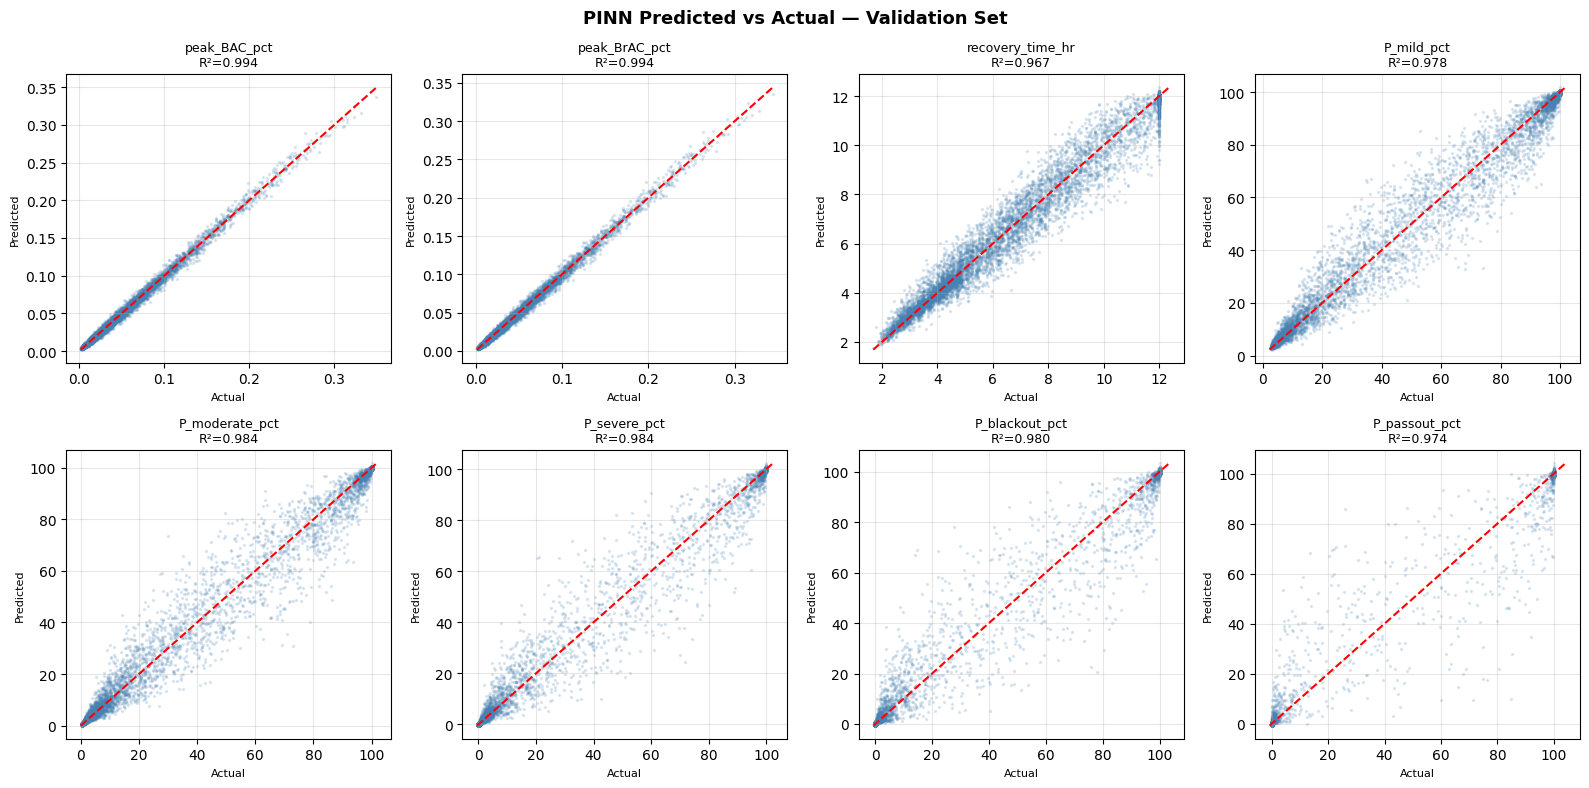 PINN Predicted vs Actual — Validation Set
peak_BAC_pct
R²=0.994
0.35
0.30
0.25
0.20
0.15
0.10
0.05
0.00
Predicted
0.0 0.1 0.2 0.3
Actual
peak_BrAC_pct
R²=0.994
0.35
0.30
0.25
0.20
0.15
0.10
0.05
0.00
Predicted
0.0 0.1 0.2 0.3
Actual
recovery_time_hr
R²=0.967
12
10
8
6
4
2
Predicted
2 4 6 8 10 12
Actual
P_mild_pct
R²=0.978
100
80
60
40
20
0
Predicted
0 20 40 60 80 100
Actual
P_moderate_pct
R²=0.984
100
80
60
40
20
0
Predicted
0 20 40 60 80 100
Actual
P_severe_pct
R²=0.984
100
80
60
40
20
0
Predicted
0 20 40 60 80 100
Actual
P_blackout_pct
R²=0.980
100
80
60
40
20
0
Predicted
0 20 40 60 80 100
Actual
P_passout_pct
R²=0.974
100
80
60
40
20
0
Predicted
0 20 40 60 80 100
Actual